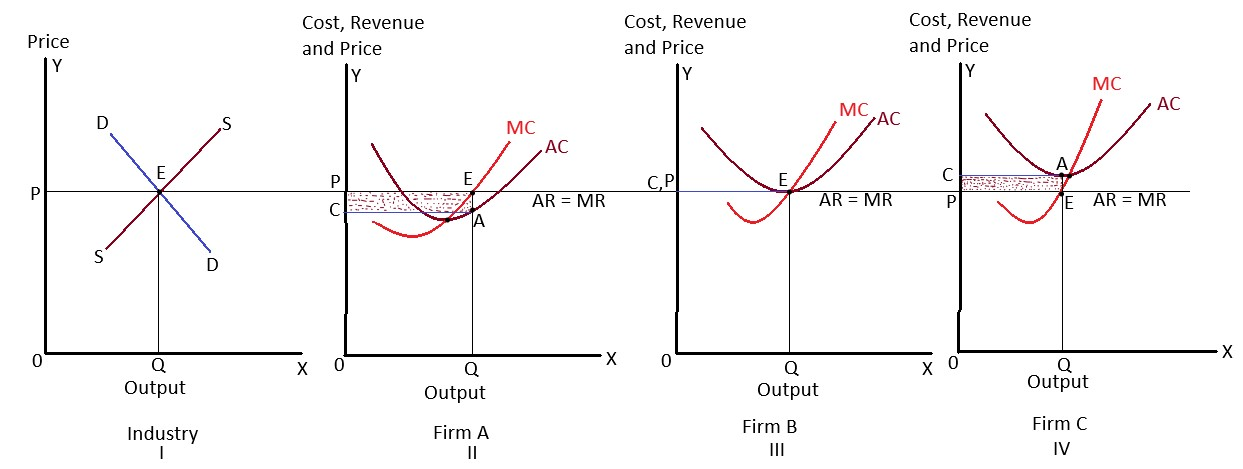 Price
Y
D
S
E
P
S
D
0
Q
X
Output
Industry
I
Cost, Revenue
and Price
Y
MC
AC
P
E
C
A
AR = MR
0
Q
X
Output
Firm A
II
Cost, Revenue
and Price
Y
MC
AC
C,P
E
AR = MR
0
Q
X
Output
Firm B
III
Cost, Revenue
and Price
Y
MC
AC
A
C
P
E
AR = MR
0
Q
X
Output
Firm C
IV